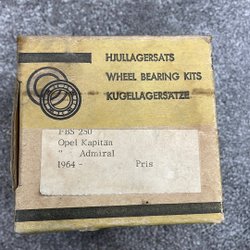 HJULLAGERSATS
WHEEL BEARING KITS
KUGELLAGERSÄTZE
FBS 250
Opel Kapitän
" Admiral
1964 - Pris